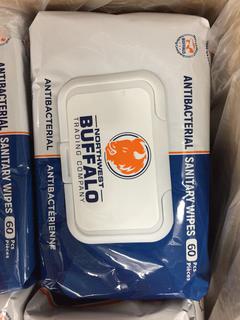 ANTIBACTERIAL
SANITARY WIPES 60 Pcs
Pièces
NORTHWEST
BUFFALO
TRADING COMPANY
ANTIBACTERIAL
ANTIBACTÉRIENNE
ANTIBACTERIAL
SANITARY WIPES 60 Pcs
Pièces